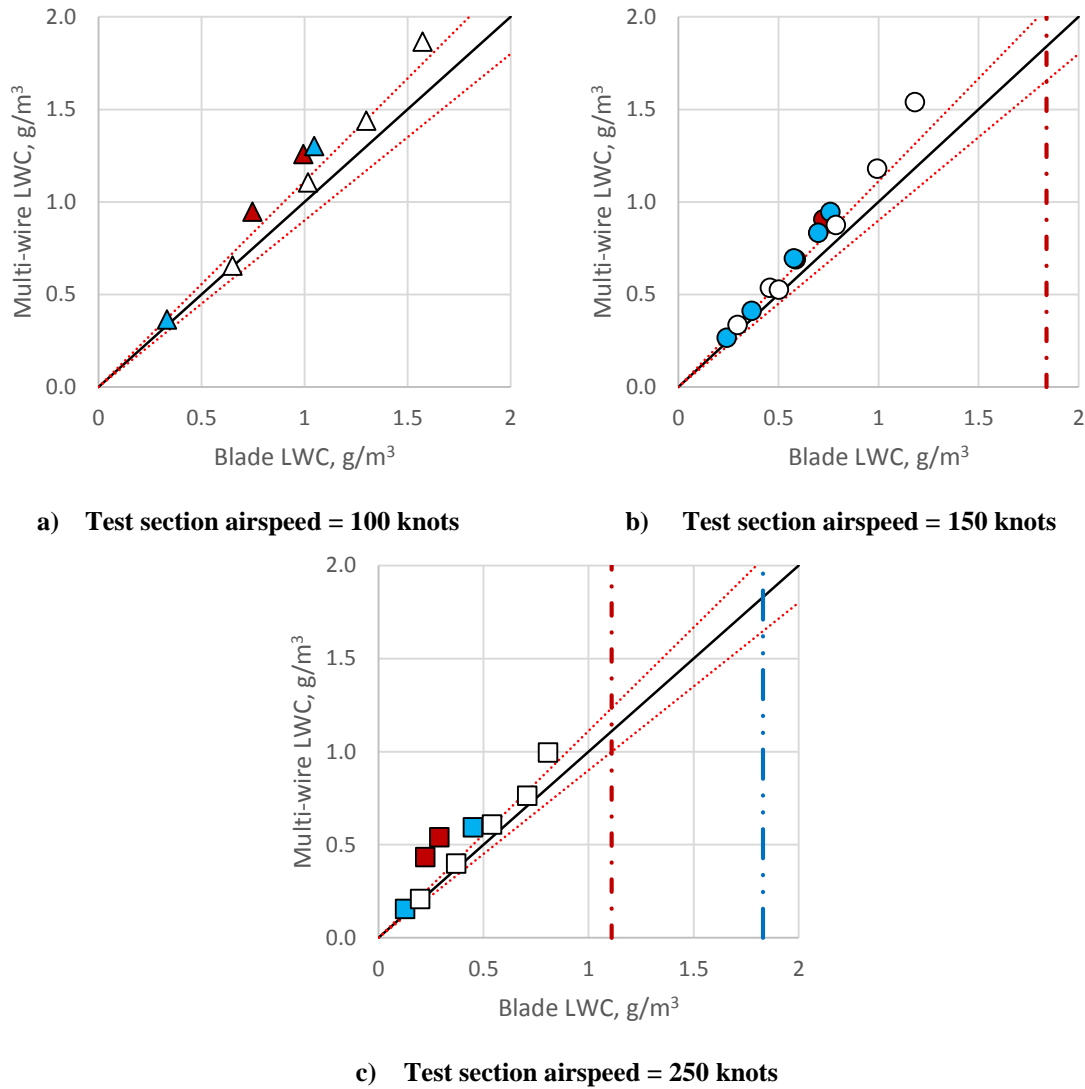 2.0
1.5
1.0
0.5
0.0
Multi-wire LWC, g/m³
0 0.5 1 1.5 2
Blade LWC, g/m³
a) Test section airspeed = 100 knots
2.0
1.5
1.0
0.5
0.0
Multi-wire LWC, g/m³
0 0.5 1 1.5 2
Blade LWC, g/m³
b) Test section airspeed = 150 knots
2.0
1.5
1.0
0.5
0.0
Multi-wire LWC, g/m³
0 0.5 1 1.5 2
Blade LWC, g/m³
c) Test section airspeed = 250 knots